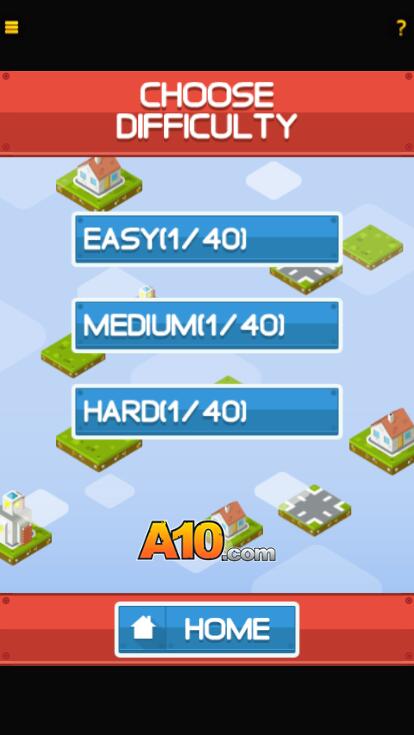 ?
CHOOSE
DIFFICULTY
EASY(1/40)
MEDIUM(1/40)
HARD(1/40)
A10.com
HOME